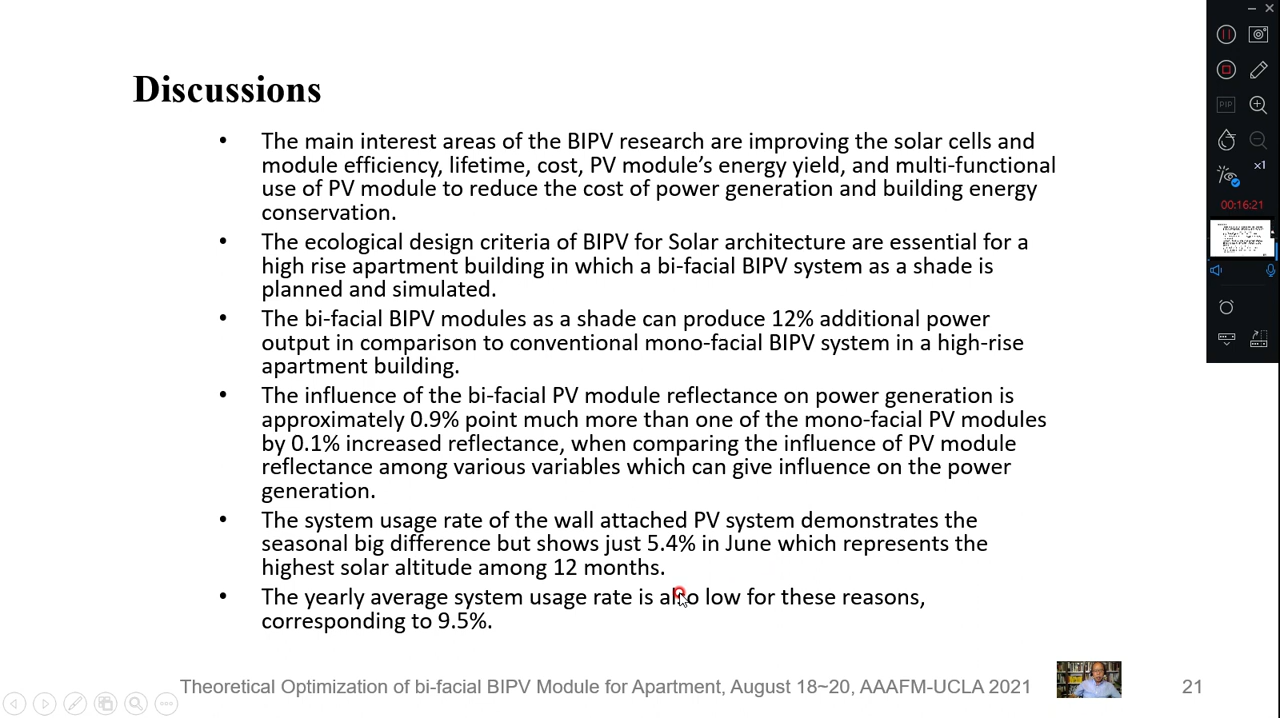 Discussions
• The main interest areas of the BIPV research are improving the solar cells and
module efficiency, lifetime, cost, PV module's energy yield, and multi-functional
use of PV module to reduce the cost of power generation and building energy
conservation.
• The ecological design criteria of BIPV for Solar architecture are essential for a
high rise apartment building in which a bi-facial BIPV system as a shade is
planned and simulated.
• The bi-facial BIPV modules as a shade can produce 12% additional power
output in comparison to conventional mono-facial BIPV system in a high-rise
apartment building.
• The influence of the bi-facial PV module reflectance on power generation is
approximately 0.9% point much more than one of the mono-facial PV modules
by 0.1% increased reflectance, when comparing the influence of PV module
reflectance among various variables which can give influence on the power
generation.
• The system usage rate of the wall attached PV system demonstrates the
seasonal big difference but shows just 5.4% in June which represents the
highest solar altitude among 12 months.
• The yearly average system usage rate is also low for these reasons,
corresponding to 9.5%.
Theoretical Optimization of bi-facial BIPV Module for Apartment, August 18~20, AAAFM-UCLA 2021
21
PIP
x1
00:16:21